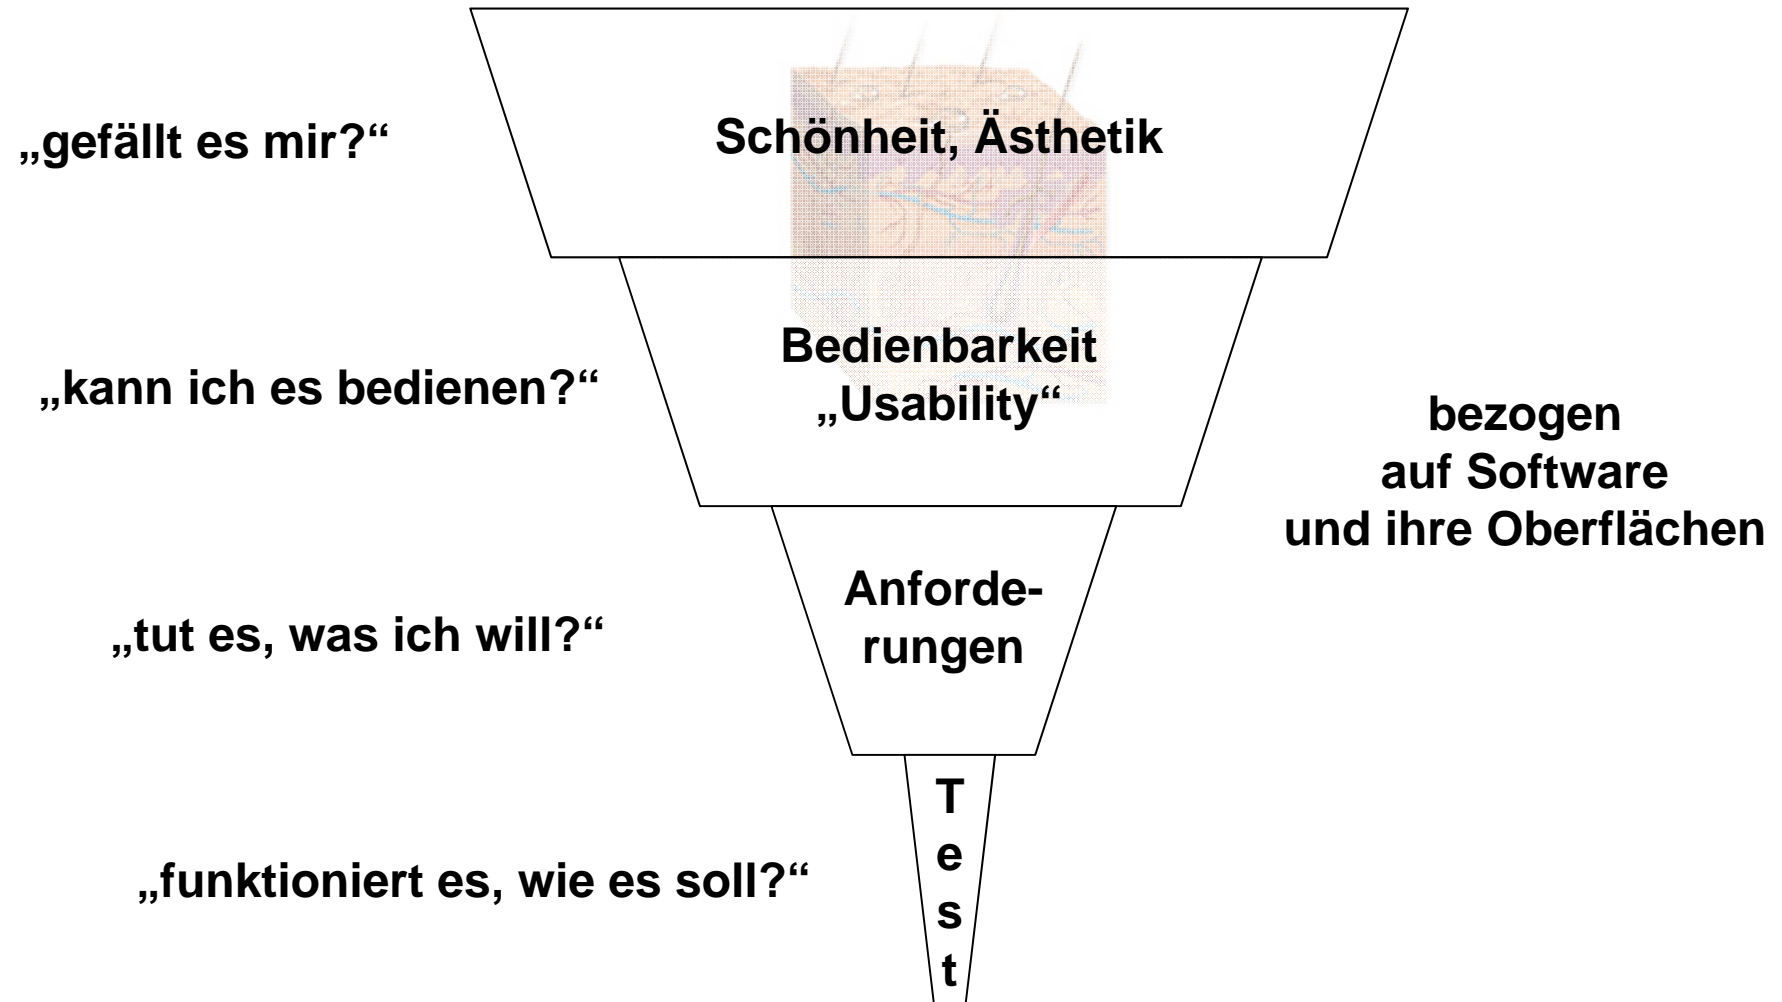 „gefällt es mir?“
Schönheit, Ästhetik
„kann ich es bedienen?“
Bedienbarkeit
„Usability“
bezogen
auf Software
und ihre Oberflächen
„tut es, was ich will?“
Anforde-
rungen
„funktioniert es, wie es soll?“
T
e
s
t